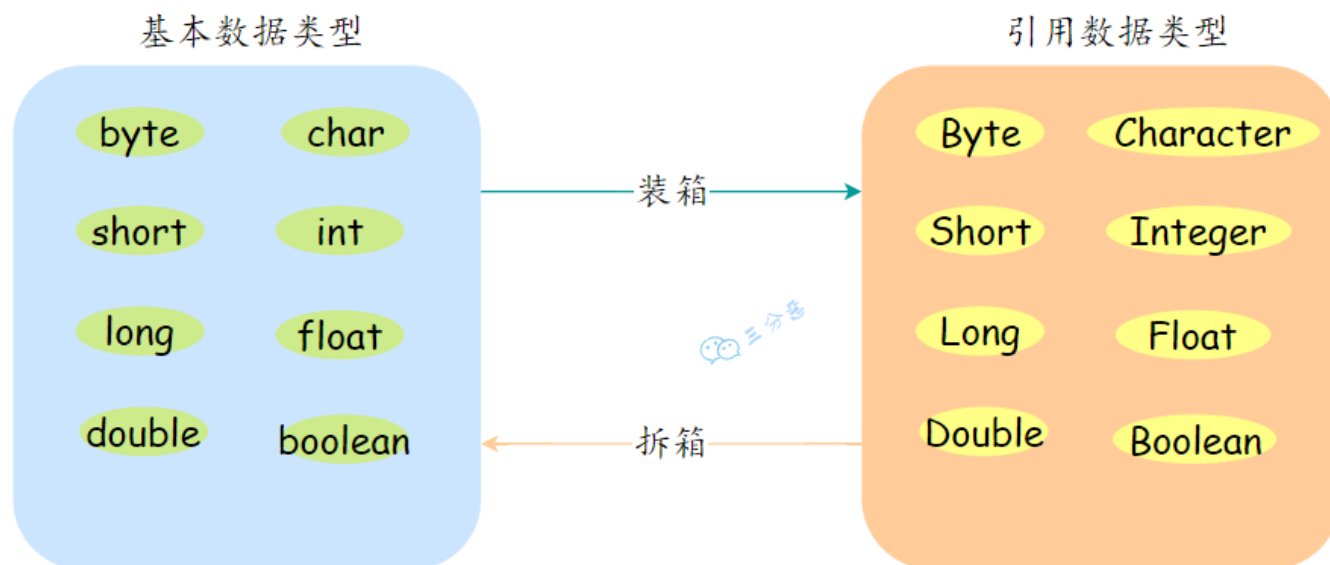 基本数据类型 引用数据类型
byte char Byte Character
装箱
short int Short Integer
long float Long Float
三分恶
double boolean Double Boolean
拆箱